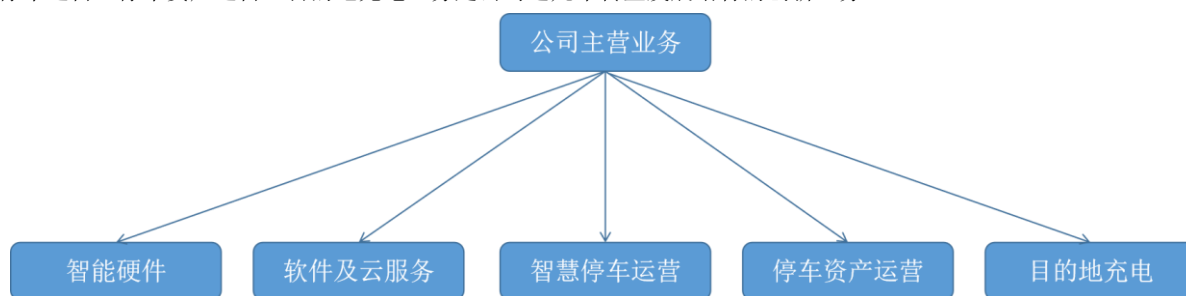 公司主营业务
智能硬件
软件及云服务
智慧停车运营
停车资产运营
目的地充电